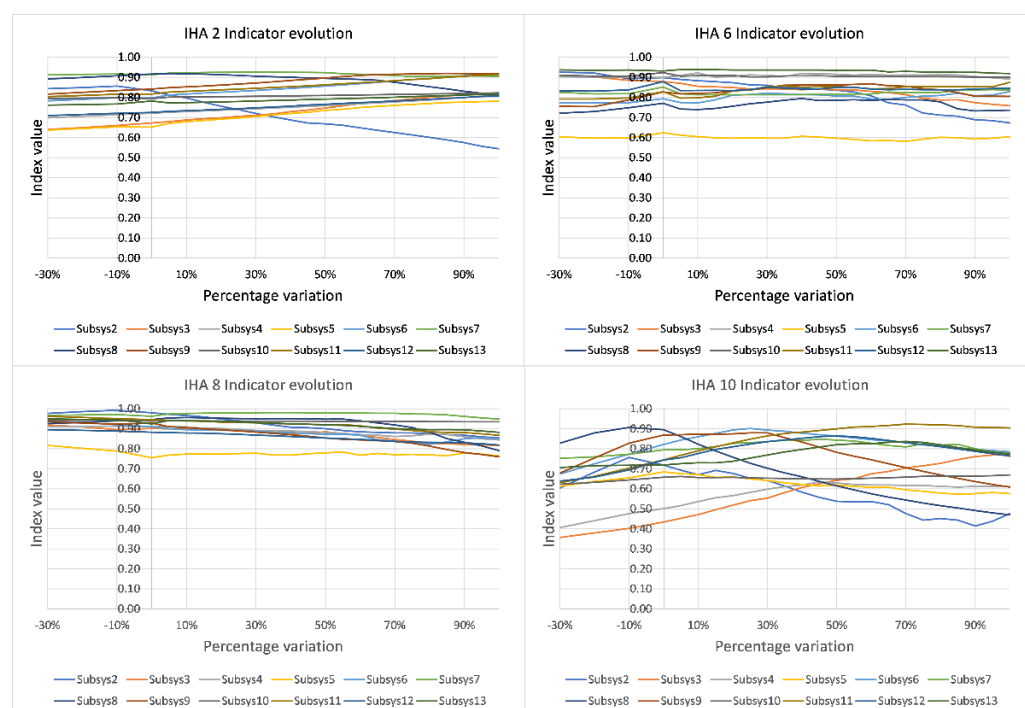 IHA 2 Indicator evolution
1.00
0.90
0.80
0.70
0.60
0.50
0.40
0.30
0.20
0.10
0.00
Index value
-30% -10% 10% 30% 50% 70% 90%
Percentage variation
Subsys2 Subsys3 Subsys4 Subsys5 Subsys6 Subsys7
Subsys8 Subsys9 Subsys10 Subsys11 Subsys12 Subsys13
IHA 6 Indicator evolution
1.00
0.90
0.80
0.70
0.60
0.50
0.40
0.30
0.20
0.10
0.00
Index value
-30% -10% 10% 30% 50% 70% 90%
Percentage variation
Subsys2 Subsys3 Subsys4 Subsys5 Subsys6 Subsys7
Subsys8 Subsys9 Subsys10 Subsys11 Subsys12 Subsys13
IHA 8 Indicator evolution
1.00
0.90
0.80
0.70
0.60
0.50
0.40
0.30
0.20
0.10
0.00
Index value
-30% -10% 10% 30% 50% 70% 90%
Percentage variation
Subsys2 Subsys3 Subsys4 Subsys5 Subsys6 Subsys7
Subsys8 Subsys9 Subsys10 Subsys11 Subsys12 Subsys13
IHA 10 Indicator evolution
1.00
0.90
0.80
0.70
0.60
0.50
0.40
0.30
0.20
0.10
0.00
Index value
-30% -10% 10% 30% 50% 70% 90%
Percentage variation
Subsys2 Subsys3 Subsys4 Subsys5 Subsys6 Subsys7
Subsys8 Subsys9 Subsys10 Subsys11 Subsys12 Subsys13